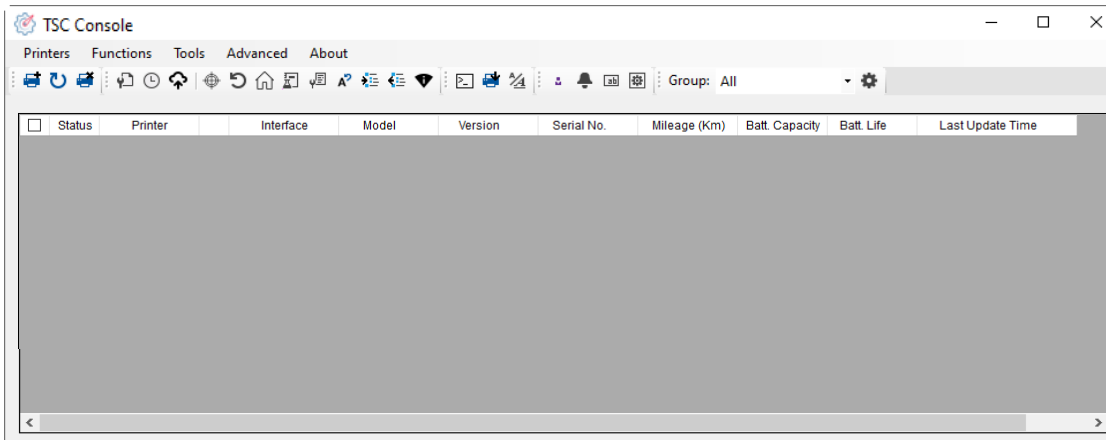 TSC Console
Printers Functions Tools Advanced About
Group: All
Status Printer Interface Model Version Serial No. Mileage (Km) Batt. Capacity Batt. Life Last Update Time